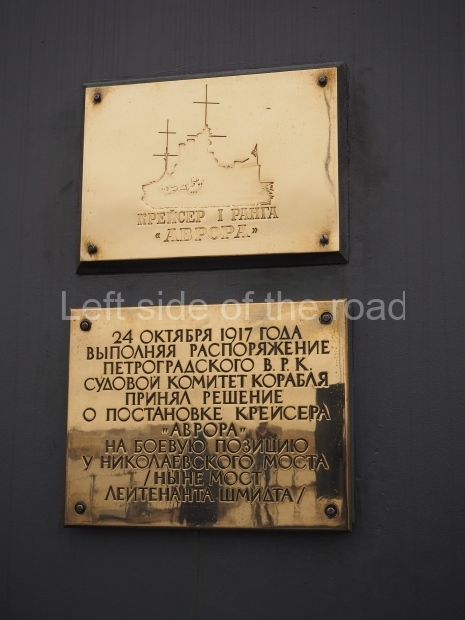 КРЕЙСЕР I РАНГА
«АВРОРА»
Left side of the road
24 ОКТЯБРЯ 1917 ГОДА
ВЫПОЛНЯЯ РАСПОРЯЖЕНИЕ
ПЕТРОГРАДСКОГО В.Р.К.
СУДОВОЙ КОМИТЕТ КОРАБЛЯ
ПРИНЯЛ РЕШЕНИЕ
О ПОСТАНОВКЕ КРЕЙСЕРА
"АВРОРА"
НА БОЕВУЮ ПОЗИЦИЮ
У НИКОЛАЕВСКОГО МОСТА
/НЫНЕ МОСТ
ЛЕЙТЕНАНТА ШМИДТА/